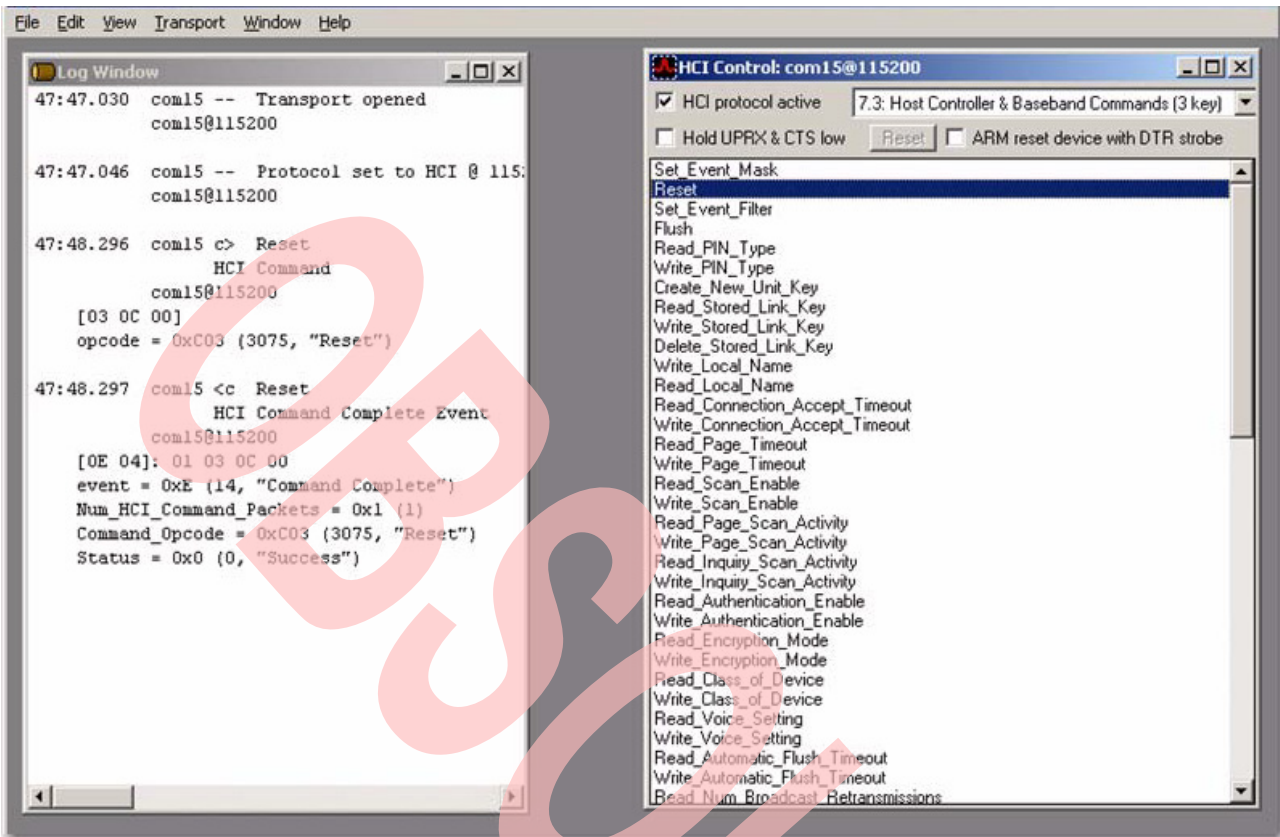 File Edit View Transport Window Help
Log Window
47:47.030 com15 -- Transport opened
com15@115200
47:47.046 com15 -- Protocol set to HCI @ 115
com15@115200
47:48.296 com15 c> Reset
HCI Command
com15@115200
[03 0C 00]
opcode = 0xC03 (3075, "Reset")
47:48.297 com15 <c Reset
HCI Command Complete Event
com15@115200
[0E 04]: 01 03 0C 00
event = 0xE (14, "Command Complete")
Num_HCI_Command_Packets = 0x1 (1)
Command_Opcode = 0xC03 (3075, "Reset")
Status = 0x0 (0, "Success")
HCI Control: com15@115200
HCI protocol active 7.3: Host Controller & Baseband Commands (3 key)
Hold UPRX & CTS low Reset ARM reset device with DTR strobe
Set_Event_Mask
Reset
Set_Event_Filter
Flush
Read_PIN_Type
Write_PIN_Type
Create_New_Unit_Key
Read_Stored_Link_Key
Write_Stored_Link_Key
Delete_Stored_Link_Key
Write_Local_Name
Read_Local_Name
Read_Connection_Accept_Timeout
Write_Connection_Accept_Timeout
Read_Page_Timeout
Write_Page_Timeout
Read_Scan_Enable
Write_Scan_Enable
Read_Page_Scan_Activity
Write_Page_Scan_Activity
Read_Inquiry_Scan_Activity
Write_Inquiry_Scan_Activity
Read_Authentication_Enable
Write_Authentication_Enable
Read_Encryption_Mode
Write_Encryption_Mode
Read_Class_of_Device
Write_Class_of_Device
Read_Voice_Setting
Write_Voice_Setting
Read_Automatic_Flush_Timeout
Write_Automatic_Flush_Timeout
Read_Num_Broadcast_Retransmissions
OBSO